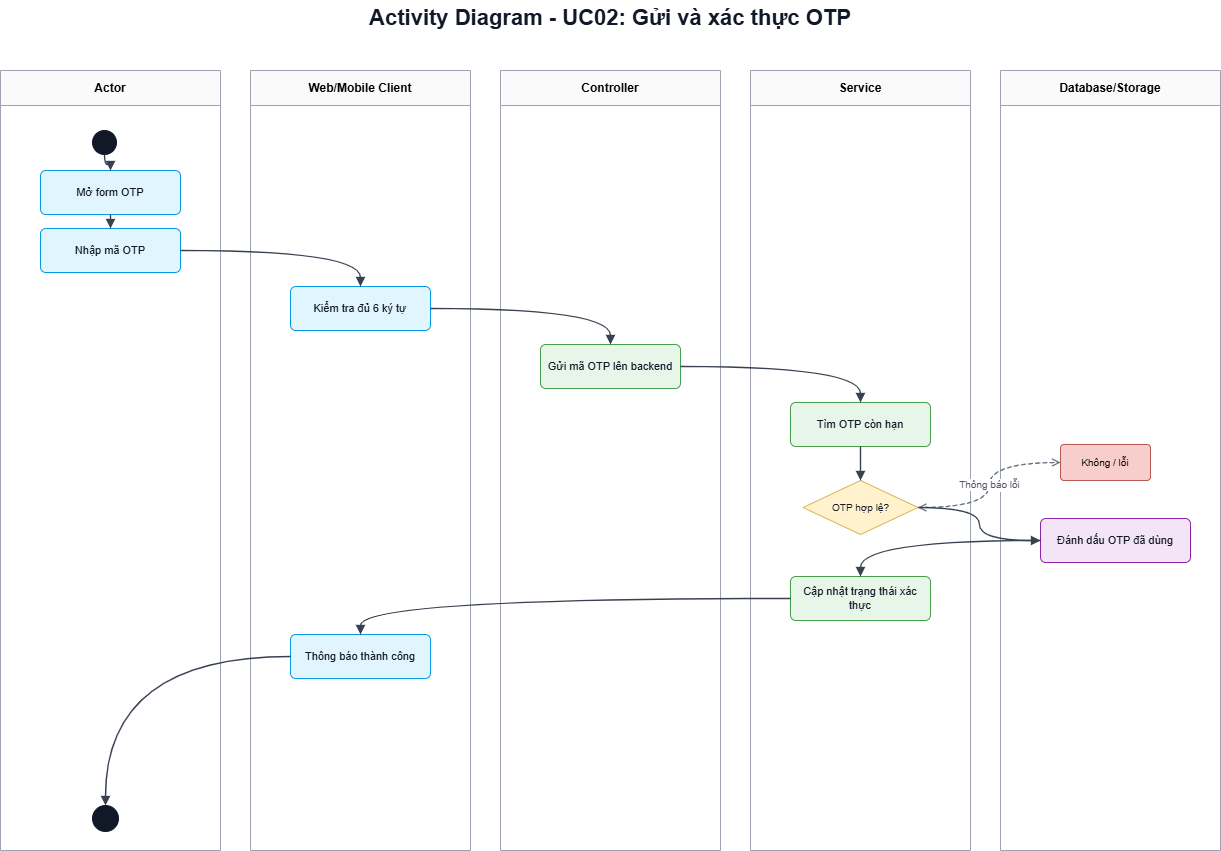 Activity Diagram - UC02: Gửi và xác thực OTP
Actor
Web/Mobile Client
Controller
Service
Database/Storage
Mở form OTP
Nhập mã OTP
Kiểm tra đủ 6 ký tự
Gửi mã OTP lên backend
Tìm OTP còn hạn
Không / lỗi
Thông báo lỗi
OTP hợp lệ?
Đánh dấu OTP đã dùng
Cập nhật trạng thái xác
thực
Thông báo thành công